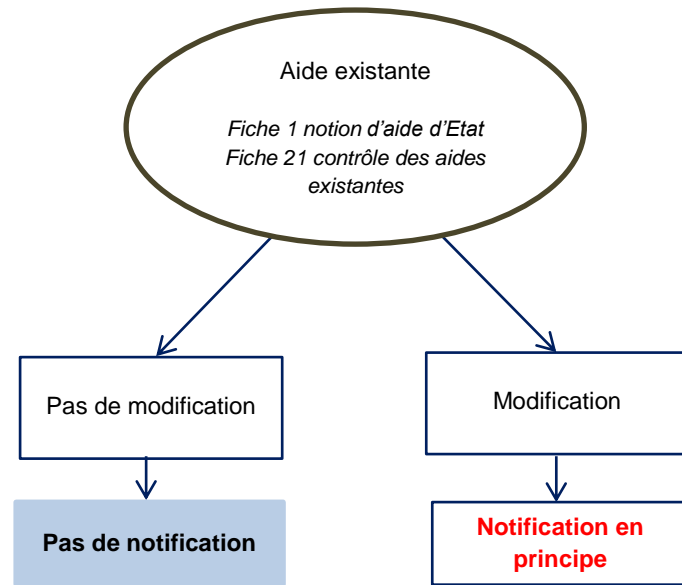 Aide existante
Fiche 1 notion d’aide d’Etat
Fiche 21 contrôle des aides
existantes
Pas de modification
Modification
Pas de notification
Notification en
principe